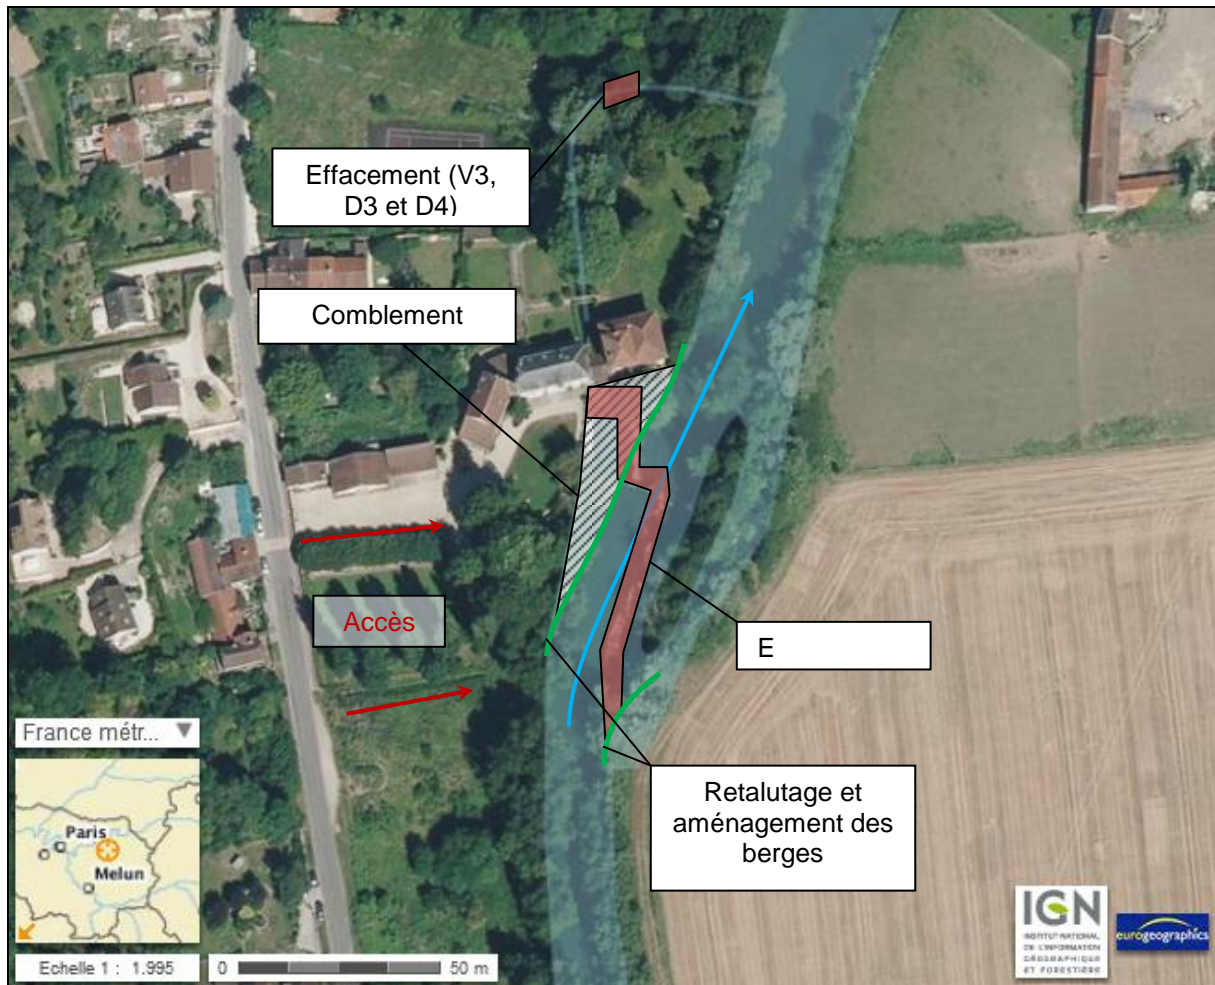 Effacement (V3,
D3 et D4)
Comblement
Accès
E
Retalutage et
aménagement des
berges
France métr...
Paris
Melun
Echelle 1 : 1.995
0
50 m
IGN
INSTITUT NATIONAL
DE L'INFORMATION
GÉOGRAPHIQUE
ET FORESTIÈRE
eurogeographics